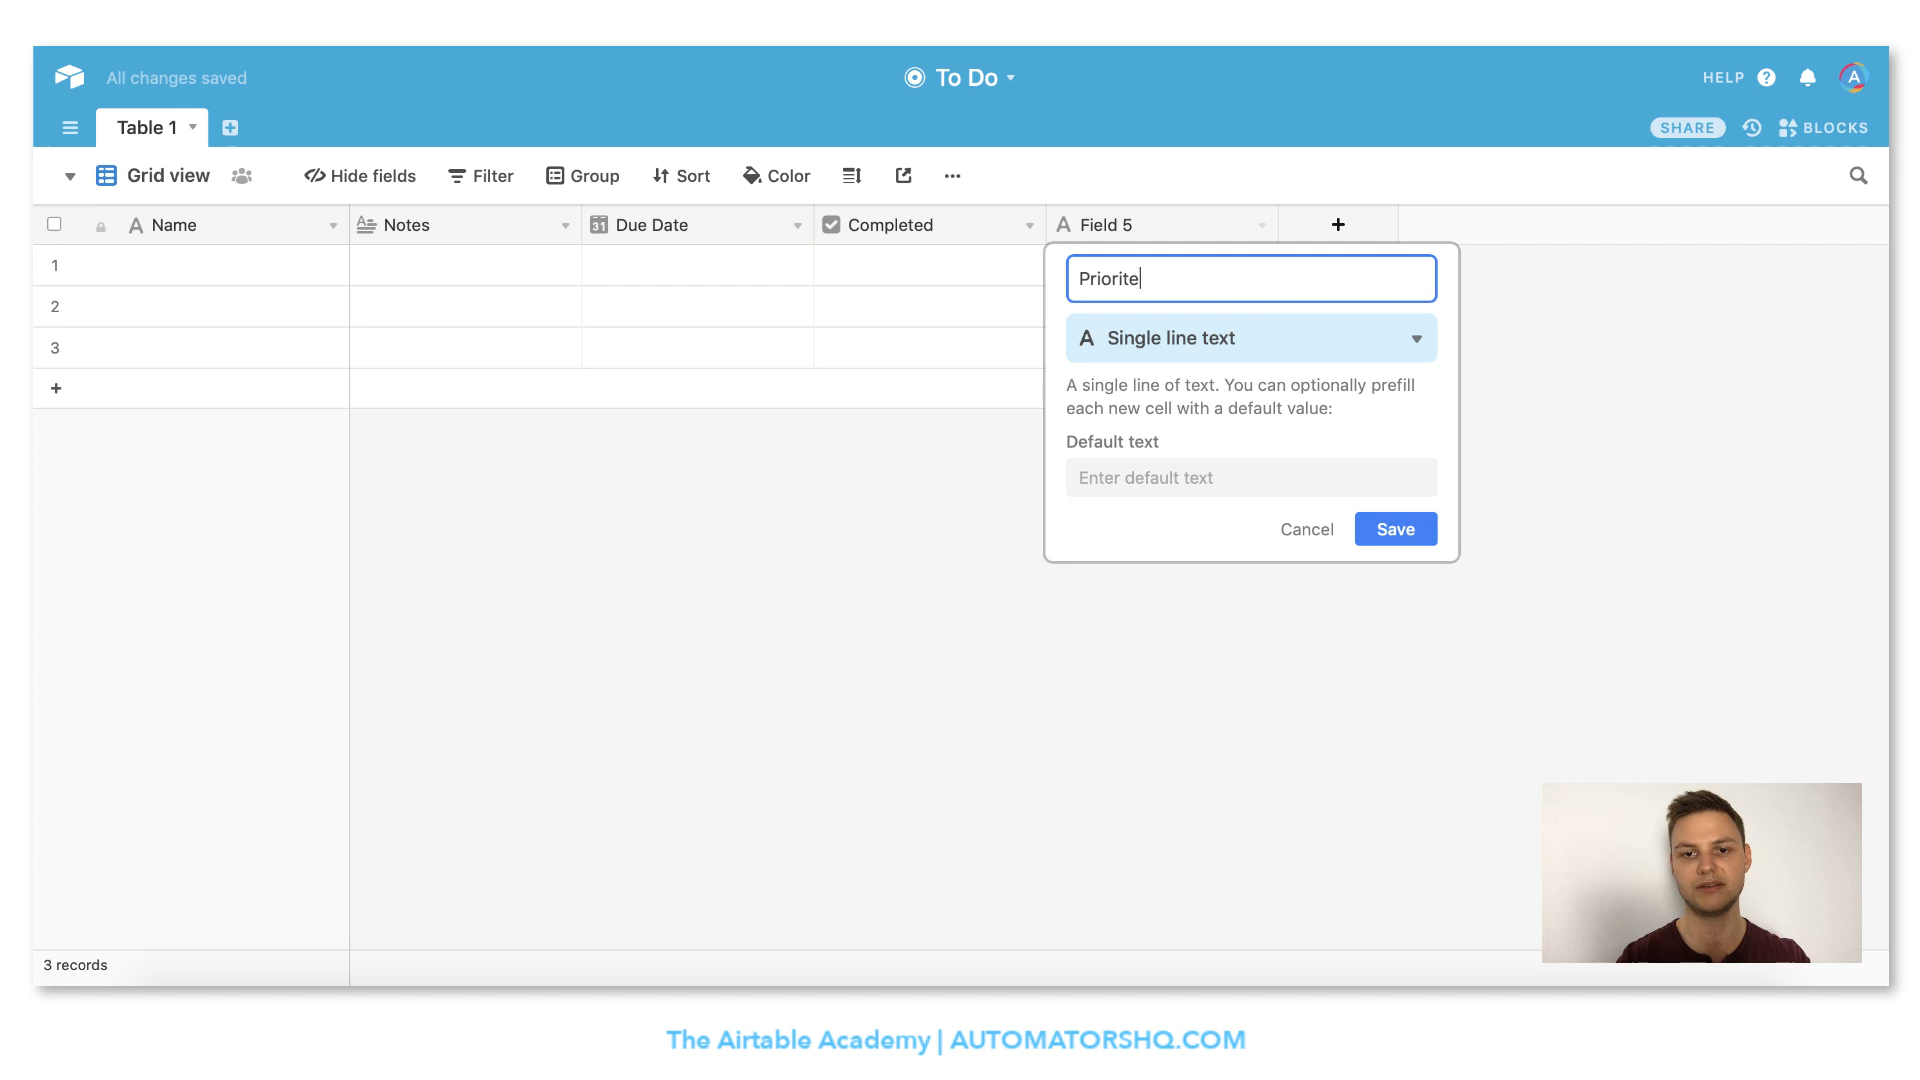 All changes saved
To Do
HELP ?
A
Table 1
SHARE
BLOCKS
Grid view
Hide fields
Filter
Group
Sort
Color
A Name
A Notes
31 Due Date
Completed
A Field 5
+
1
2
3
+
Priorite
A Single line text
A single line of text. You can optionally prefill
each new cell with a default value:
Default text
Enter default text
Cancel
Save
3 records
The Airtable Academy | AUTOMATORSHQ.COM